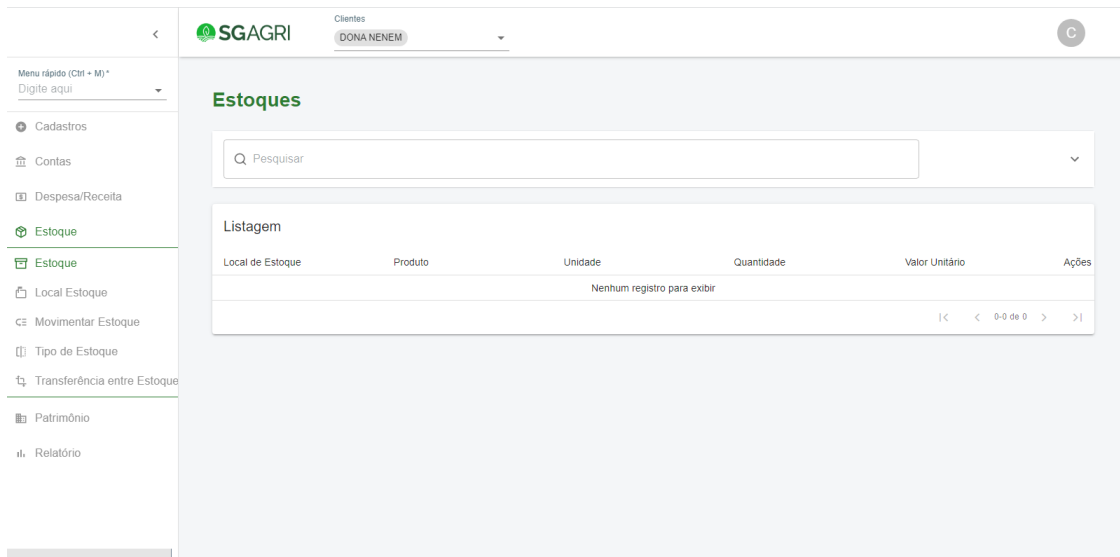 SGAGRI
Clientes
DONA NENEM
C
Menu rápido (Ctrl + M) *
Digite aqui
Cadastros
Contas
Despesa/Receita
Estoque
Estoque
Local Estoque
Movimentar Estoque
Tipo de Estoque
Transferência entre Estoque
Patrimônio
Relatório
Estoques
Pesquisar
Listagem
Local de Estoque Produto Unidade Quantidade Valor Unitário Ações
Nenhum registro para exibir
0-0 de 0